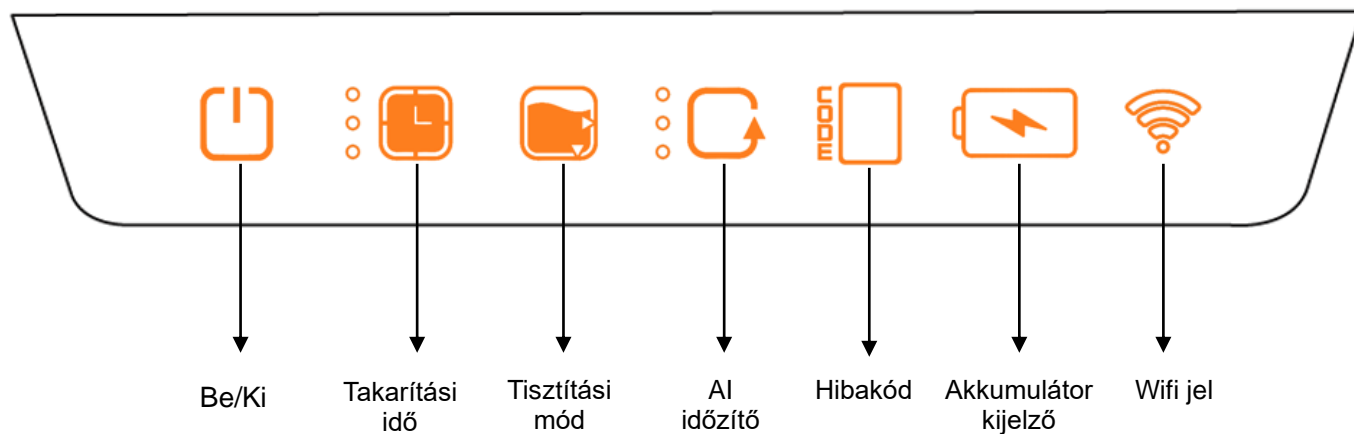 CODE
Be/Ki
Takarítási
idő
Tisztítási
mód
AI
időzítő
Hibakód
Akkumulátor
kijelző
Wifi jel